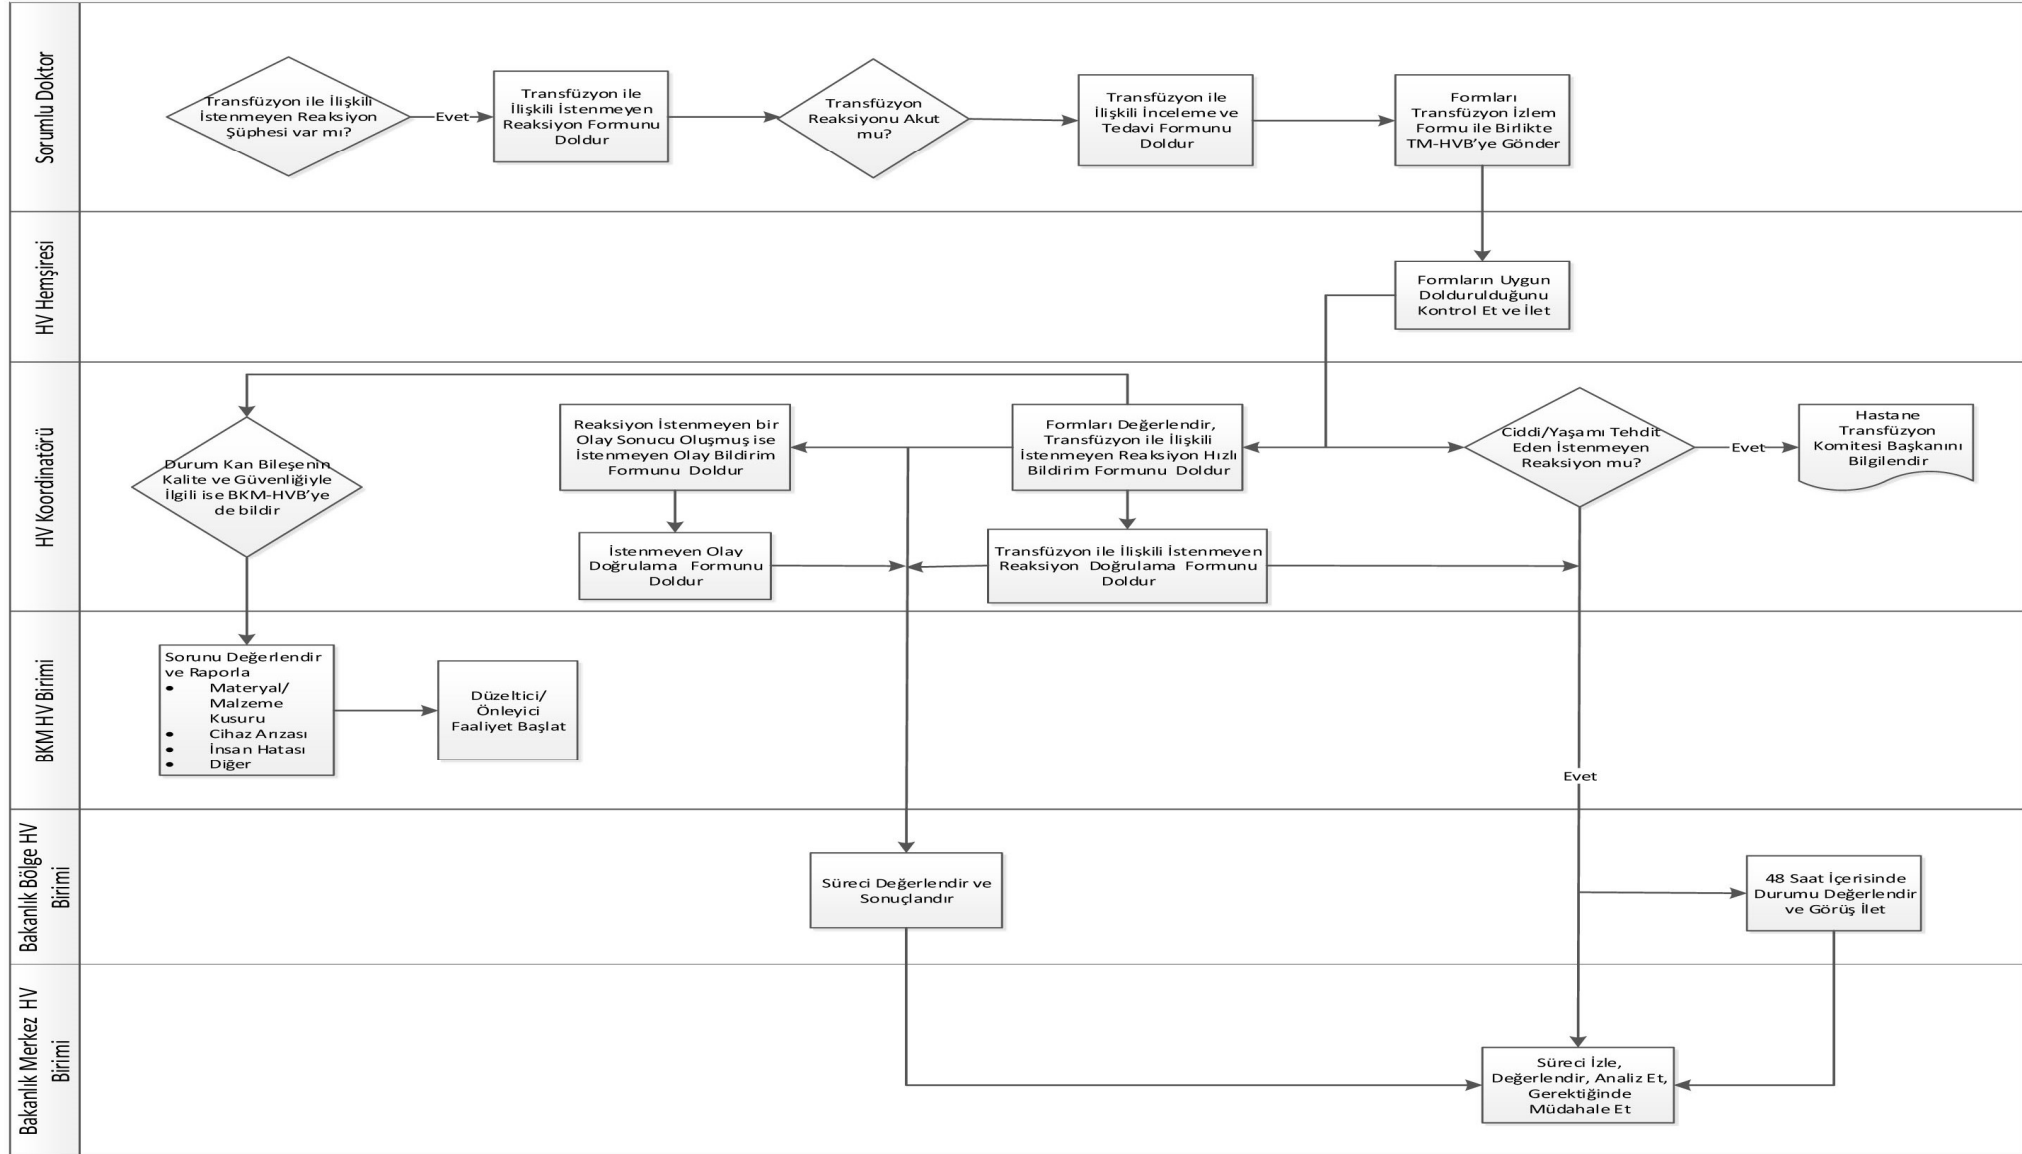 Sorumlu Doktor
Transfüzyon ile İlişkili
İstenmeyen Reaksiyon
Şüphesi var mı?
Evet
Transfüzyon ile
İlişkili İstenmeyen
Reaksiyon Formunu
Doldur
Transfüzyon
Reaksiyonu Akut
mu?
Transfüzyon ile
İlişkili İnceleme ve
Tedavi Formunu
Doldur
Formları
Transfüzyon İzlem
Formu ile Birlikte
TM-HVB’ye Gönder
HV Hemşiresi
Formların Uygun
Doldurulduğunu
Kontrol Et ve İlet
HV Koordinatörü
Durum Kan Bileşenin
Kalite ve Güvenliğiyle
İlgili ise BKM-HVB’ye
de bildir
Reaksiyon İstenmeyen bir
Olay Sonucu Oluşmuş ise
İstenmeyen Olay Bildirim
Formunu Doldur
Formları Değerlendir,
Transfüzyon ile İlişkili
İstenmeyen Reaksiyon Hızlı
Bildirim Formunu Doldur
Ciddi/Yaşamı Tehdit
Eden İstenmeyen
Reaksiyon mu?
Evet
Hastane
Transfüzyon
Komitesi Başkanını
Bilgilendir
İstenmeyen Olay
Doğrulama Formunu
Doldur
Transfüzyon ile İlişkili İstenmeyen
Reaksiyon Doğrulama Formunu
Doldur
BKM HV Birimi
Sorunu Değerlendir
ve Raporla
• Materyal/
Malzeme
Kusuru
• Cihaz Arızası
• İnsan Hatası
• Diğer
Düzeltici/
Önleyici
Faaliyet Başlat
Evet
Bakanlık Bölge HV
Birimi
Süreci Değerlendir ve
Sonuçlandır
48 Saat İçerisinde
Durumu Değerlendir
ve Görüş İlet
Bakanlık Merkez HV
Birimi
Süreci İzle,
Değerlendir, Analiz Et,
Gerektiğinde
Müdahale Et